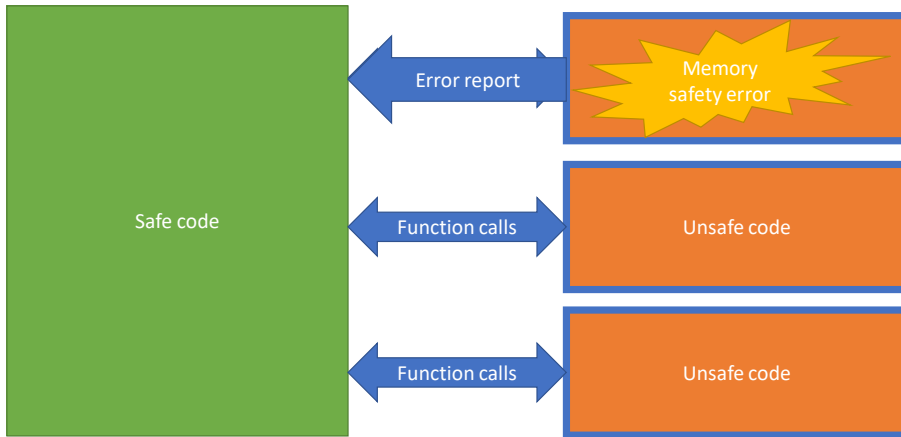 Error report
Memory
safety error
Safe code
Function calls
Unsafe code
Function calls
Unsafe code